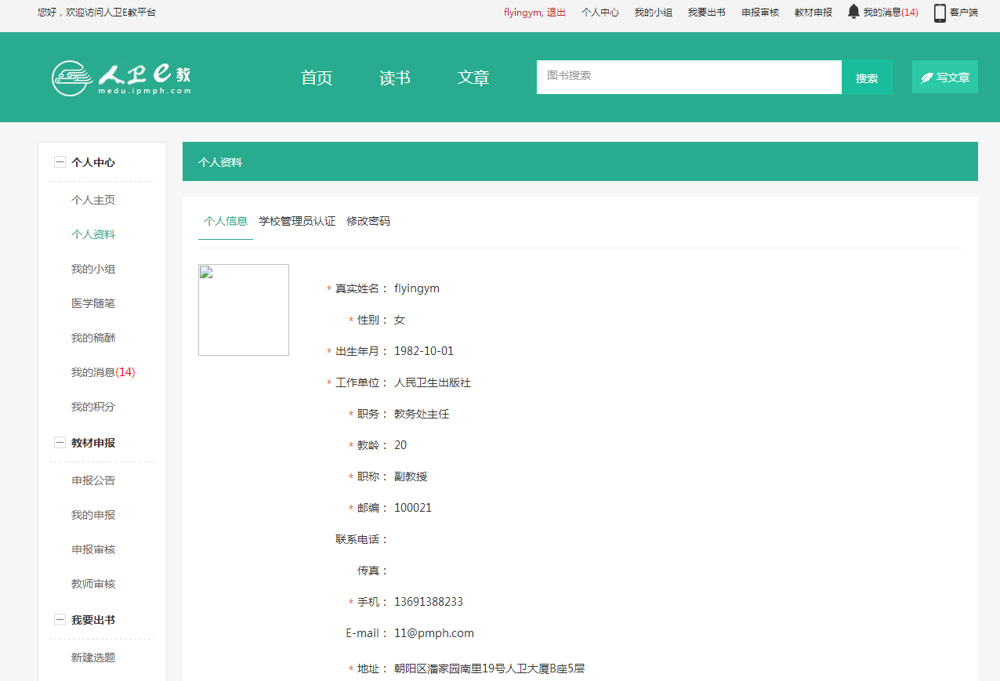 您好，欢迎访问人卫E教平台
flyingym, 退出 个人中心 我的小组 我要出书 申报审核 教材申报 我的消息(14) 客户端
人卫e教
medu.ipmph.com
首页 读书 文章
图书搜索
搜索
写文章
个人中心
个人主页
个人资料
我的小组
医学随笔
我的稿酬
我的消息(14)
我的积分
教材申报
申报公告
我的申报
申报审核
教师审核
我要出书
新建选题
个人资料
个人信息 学校管理员认证 修改密码
* 真实姓名： flyingym
* 性别： 女
* 出生年月： 1982-10-01
* 工作单位： 人民卫生出版社
* 职务： 教务处主任
* 教龄： 20
* 职称： 副教授
* 邮编： 100021
联系电话：
传真：
* 手机： 13691388233
E-mail： 11@pmph.com
* 地址： 朝阳区潘家园南里19号人卫大厦B座5层